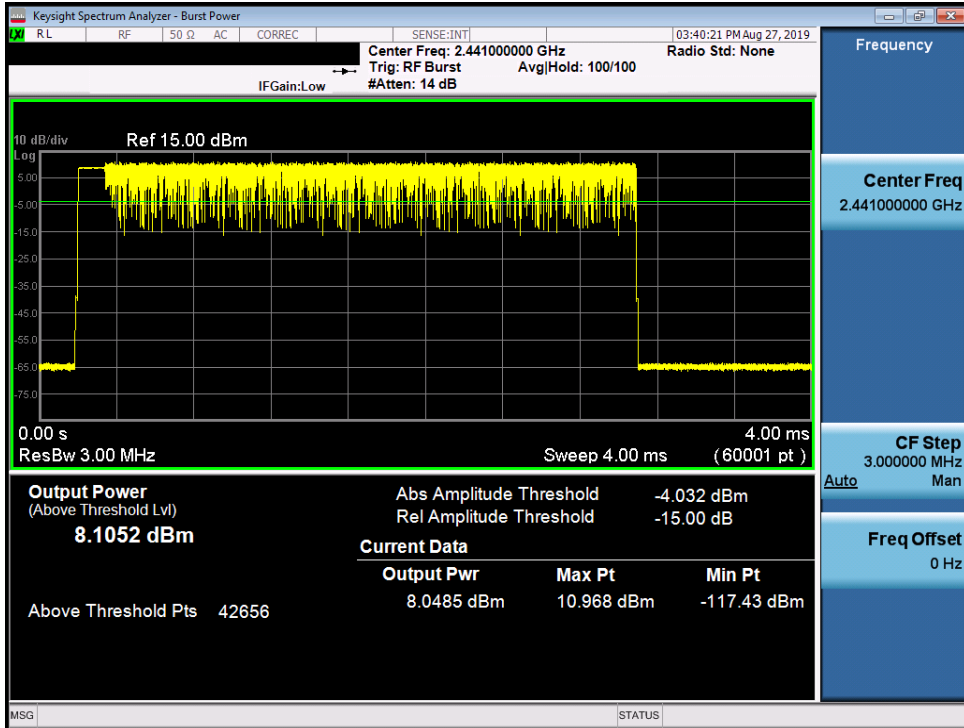 Keysight Spectrum Analyzer - Burst Power
LXI RL RF 50 Ω AC CORREC SENSE:INT 03:40:21 PM Aug 27, 2019
Center Freq: 2.441000000 GHz Radio Std: None
Trig: RF Burst Avg|Hold: 100/100
IFGain:Low #Atten: 14 dB
10 dB/div Ref 15.00 dBm
Log
5.00
-5.00
-15.0
-25.0
-35.0
-45.0
-55.0
-65.0
-75.0
0.00 s 4.00 ms
ResBw 3.00 MHz Sweep 4.00 ms (60001 pt)
Output Power
(Above Threshold Lvl)
8.1052 dBm
Above Threshold Pts 42656
Abs Amplitude Threshold -4.032 dBm
Rel Amplitude Threshold -15.00 dB
Current Data
Output Pwr Max Pt Min Pt
8.0485 dBm 10.968 dBm -117.43 dBm
Frequency
Center Freq
2.441000000 GHz
CF Step
3.000000 MHz
Auto Man
Freq Offset
0 Hz
MSG STATUS